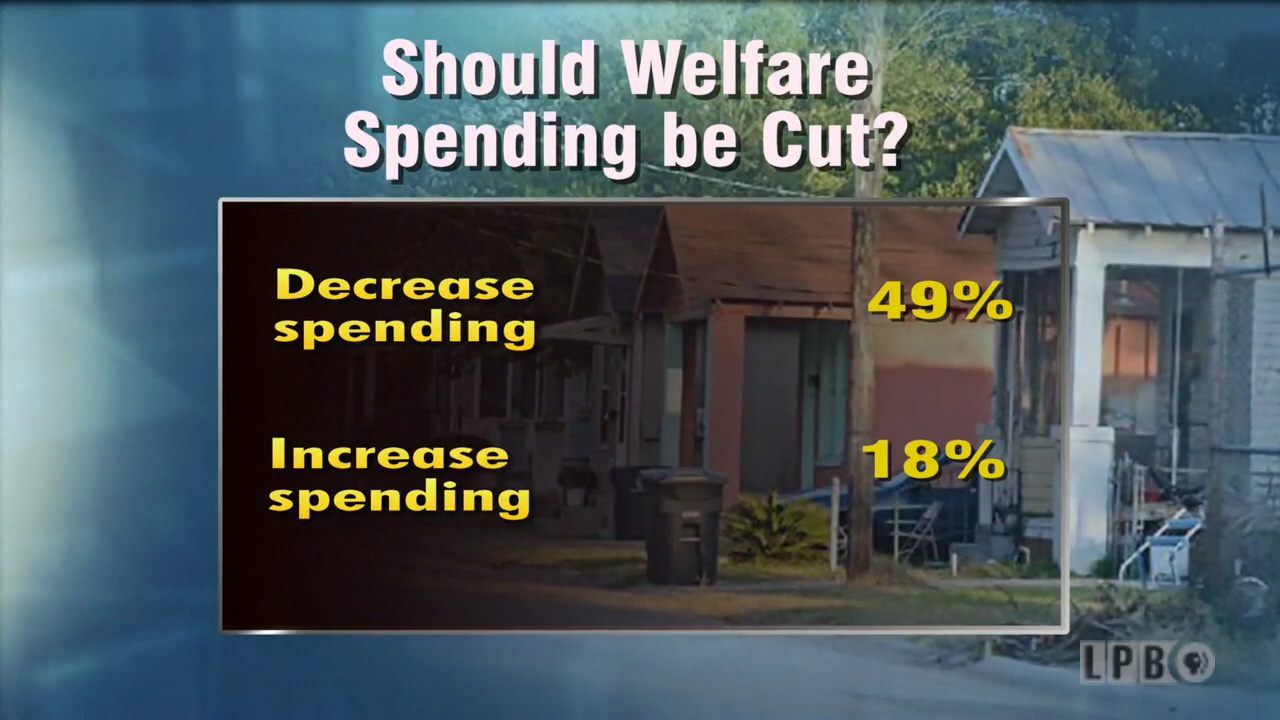 Should Welfare
Spending be Cut?
Decrease
spending
49%
Increase
spending
18%
LPB